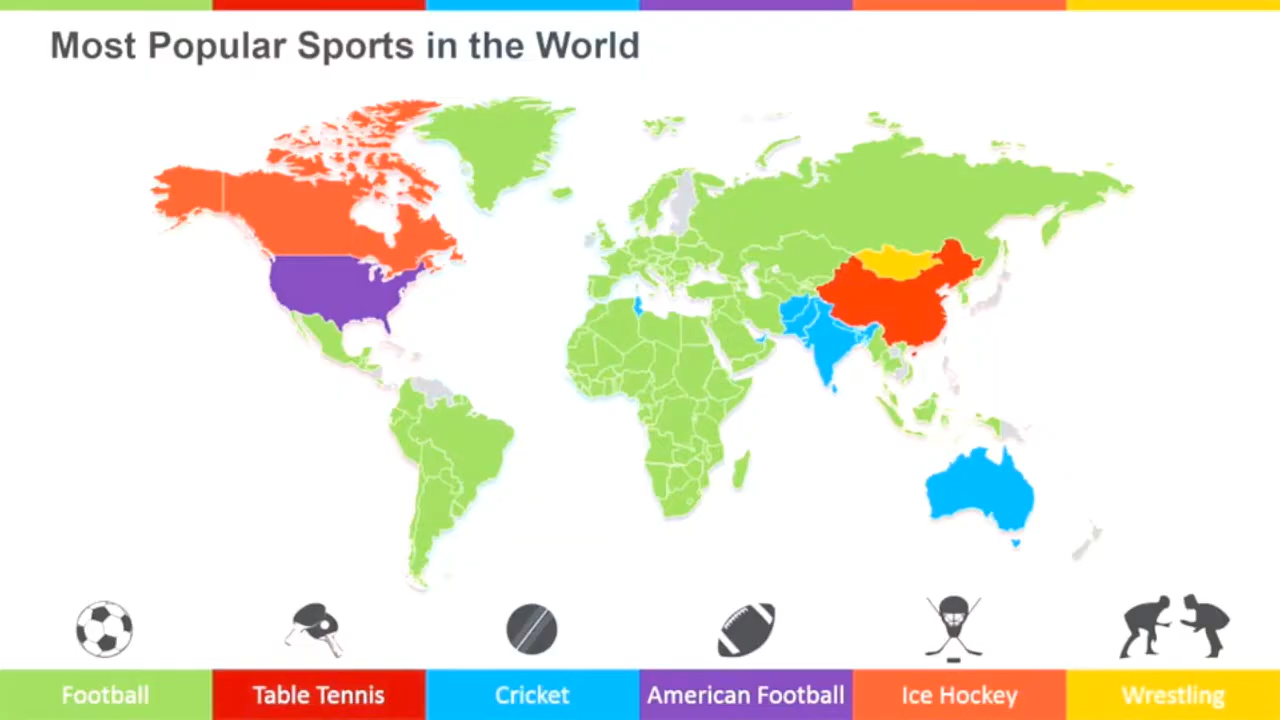 Most Popular Sports in the World
Football
Table Tennis
Cricket
American Football
Ice Hockey
Wrestling